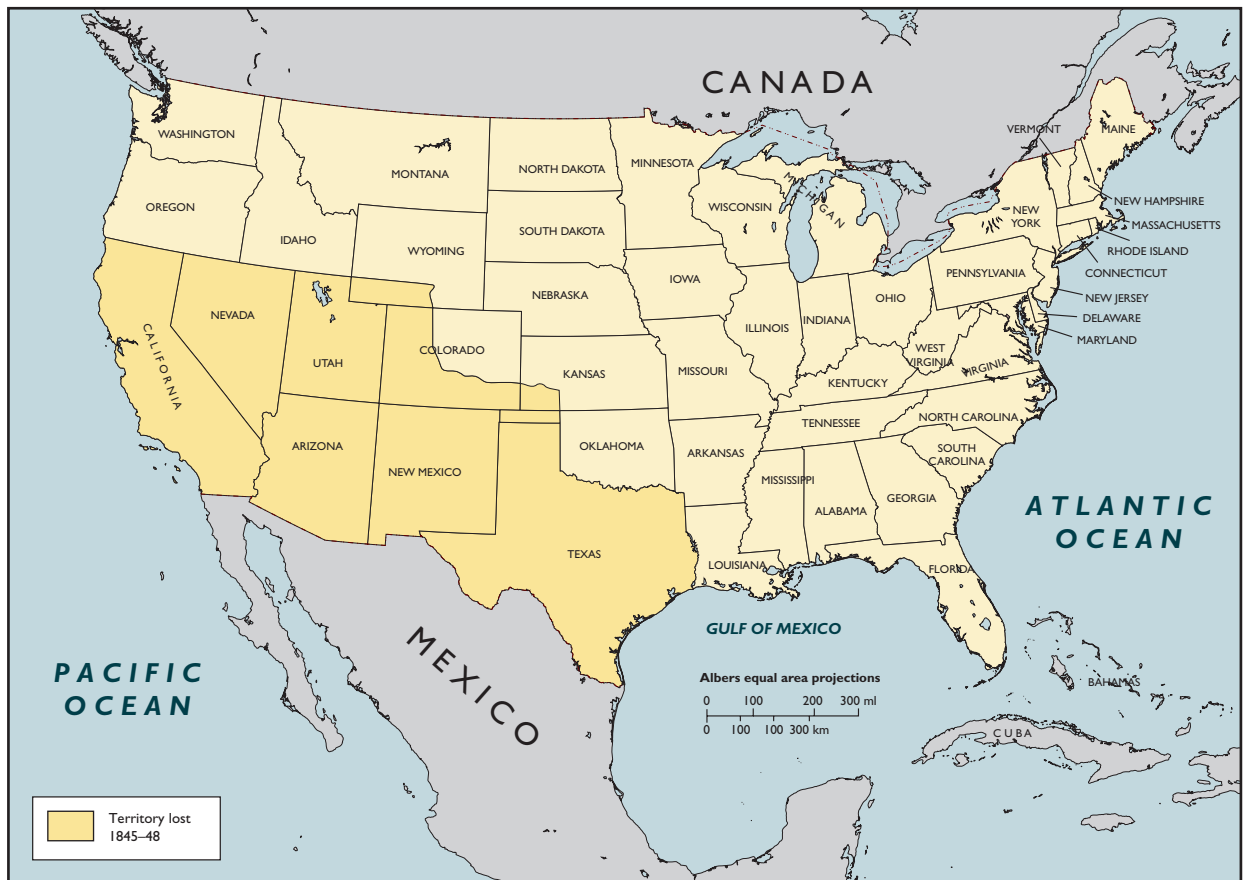 CANADA
WASHINGTON
MONTANA
NORTH DAKOTA
MINNESOTA
VERMONT
MAINE
OREGON
IDAHO
WYOMING
SOUTH DAKOTA
WISCONSIN
MICHIGAN
NEW
YORK
NEW HAMPSHIRE
MASSACHUSETTS
RHODE ISLAND
CONNECTICUT
NEW JERSEY
DELAWARE
MARYLAND
NEBRASKA
IOWA
PENNSYLVANIA
OHIO
CALIFORNIA
NEVADA
UTAH
COLORADO
KANSAS
MISSOURI
ILLINOIS
INDIANA
WEST
VIRGINIA
VIRGINIA
KENTUCKY
ARIZONA
NEW MEXICO
OKLAHOMA
ARKANSAS
TENNESSEE
NORTH CAROLINA
SOUTH
CAROLINA
MISSISSIPPI
ALABAMA
GEORGIA
TEXAS
LOUISIANA
FLORIDA
ATLANTIC
OCEAN
MEXICO
GULF OF MEXICO
PACIFIC
OCEAN
Albers equal area projections
0 100 200 300 ml
0 100 100 300 km
BAHAMAS
CUBA
Territory lost
1845–48